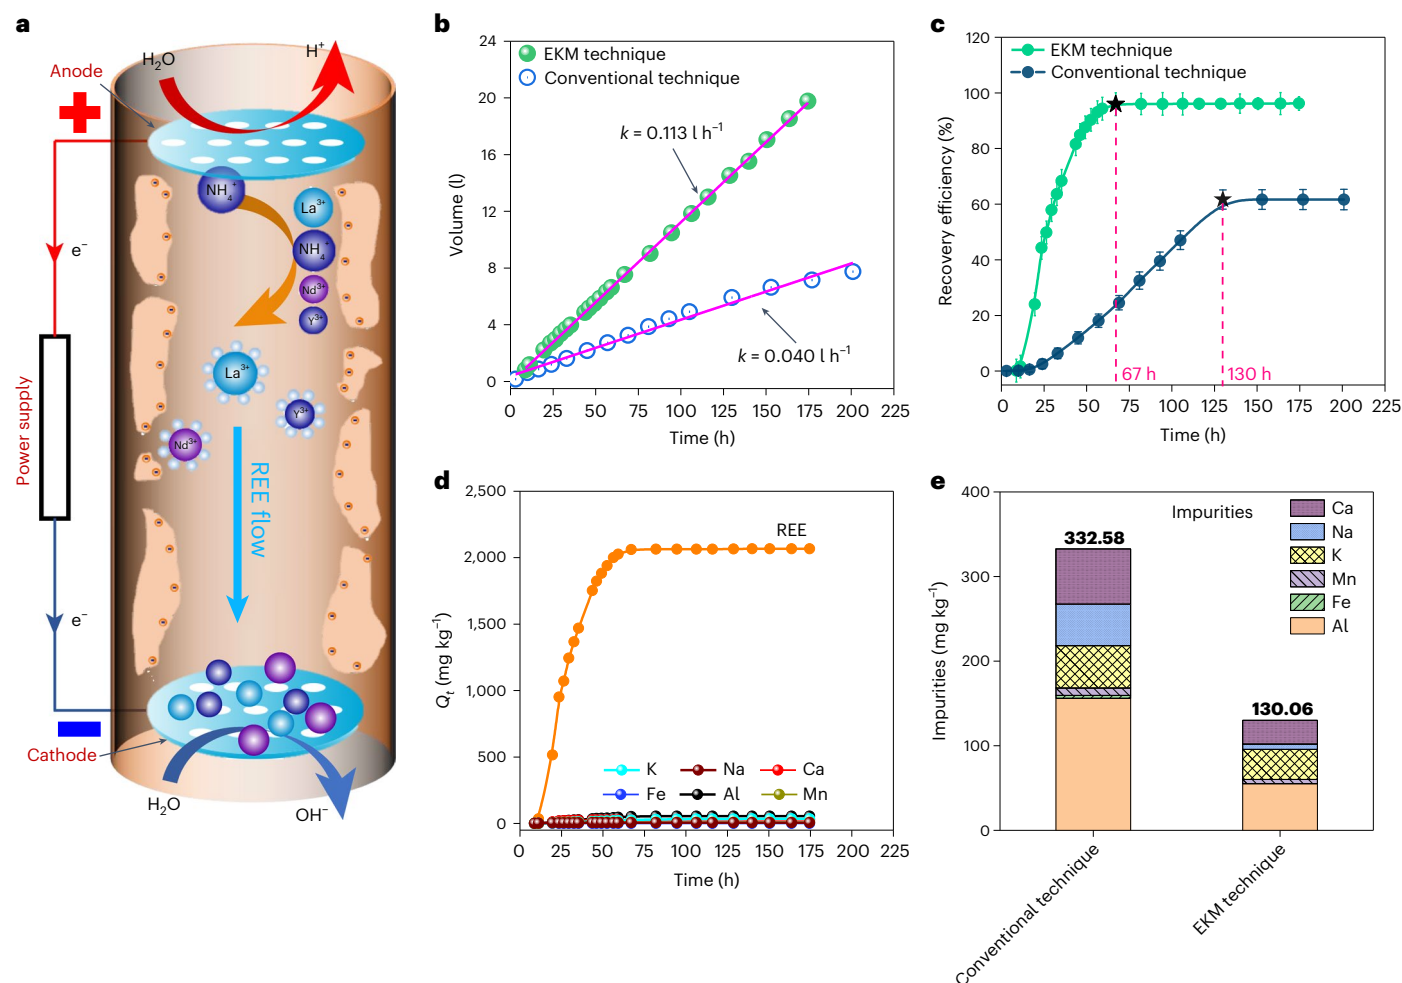 a
H₂O
H⁺
Anode
NH₄⁺
La³⁺
NH₄⁺
Nd³⁺
Y³⁺
e⁻
La³⁺
Y³⁺
Nd³⁺
Power supply
REE flow
e⁻
Cathode
H₂O
OH⁻
b
EKM technique
Conventional technique
k = 0.113 l h⁻¹
k = 0.040 l h⁻¹
Volume (l)
24
20
16
12
8
4
0
0 25 50 75 100 125 150 175 200 225
Time (h)
c
EKM technique
Conventional technique
Recovery efficiency (%)
120
100
80
60
40
20
0
67 h
130 h
0 25 50 75 100 125 150 175 200 225
Time (h)
d
Qt (mg kg⁻¹)
2,500
2,000
1,500
1,000
500
0
REE
K Na Ca
Fe Al Mn
0 25 50 75 100 125 150 175 200 225
Time (h)
e
Impurities (mg kg⁻¹)
400
300
200
100
0
Impurities
Ca
Na
K
Mn
Fe
Al
332.58
130.06
Conventional technique
EKM technique